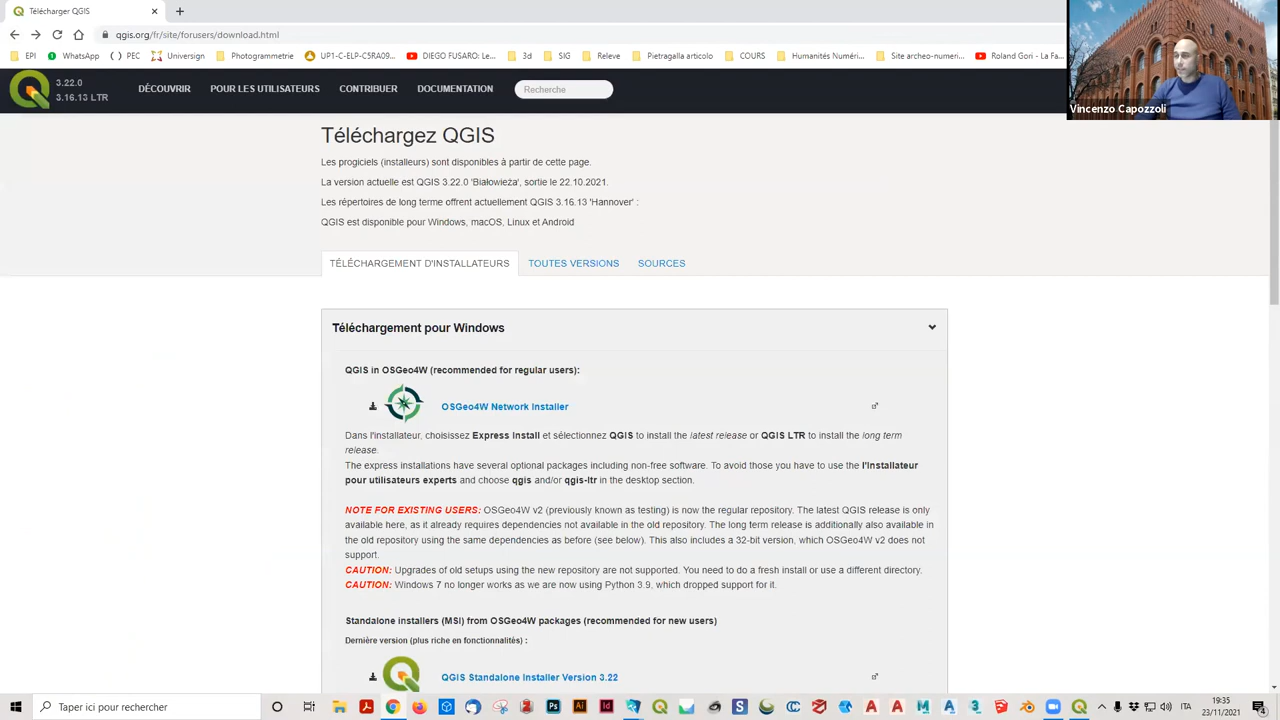 Télécharger QGIS
qgis.org/fr/site/forusers/download.html
EPI WhatsApp PEC Universign Photogrammetrie UP1-C-ELP-C5RA09... DIEGO FUSARO: Le... 3d SIG Releve Pietragalla articolo COURS Humanités Numéri... Site archeo-numeri... Roland Gori - La Fa...
Vincenzo Capozzoli
3.22.0
3.16.13 LTR
DÉCOUVRIR POUR LES UTILISATEURS CONTRIBUER DOCUMENTATION Recherche
Téléchargez QGIS
Les progiciels (installeurs) sont disponibles à partir de cette page.
La version actuelle est QGIS 3.22.0 'Białowieża', sortie le 22.10.2021.
Les répertoires de long terme offrent actuellement QGIS 3.16.13 'Hannover' :
QGIS est disponible pour Windows, macOS, Linux et Android
TÉLÉCHARGEMENT D'INSTALLATEURS TOUTES VERSIONS SOURCES
Téléchargement pour Windows
QGIS in OSGeo4W (recommended for regular users):
OSGeo4W Network Installer
Dans l'installateur, choisissez Express Install et sélectionnez QGIS to install the latest release or QGIS LTR to install the long term
release.
The express installations have several optional packages including non-free software. To avoid those you have to use the l'installateur
pour utilisateurs experts and choose qgis and/or qgis-ltr in the desktop section.
NOTE FOR EXISTING USERS: OSGeo4W v2 (previously known as testing) is now the regular repository. The latest QGIS release is only
available here, as it already requires dependencies not available in the old repository. The long term release is additionally also available in
the old repository using the same dependencies as before (see below). This also includes a 32-bit version, which OSGeo4W v2 does not
support.
CAUTION: Upgrades of old setups using the new repository are not supported. You need to do a fresh install or use a different directory.
CAUTION: Windows 7 no longer works as we are now using Python 3.9, which dropped support for it.
Standalone installers (MSI) from OSGeo4W packages (recommended for new users)
Dernière version (plus riche en fonctionnalités) :
QGIS Standalone Installer Version 3.22
Taper ici pour rechercher
ITA
19:35
23/11/2021